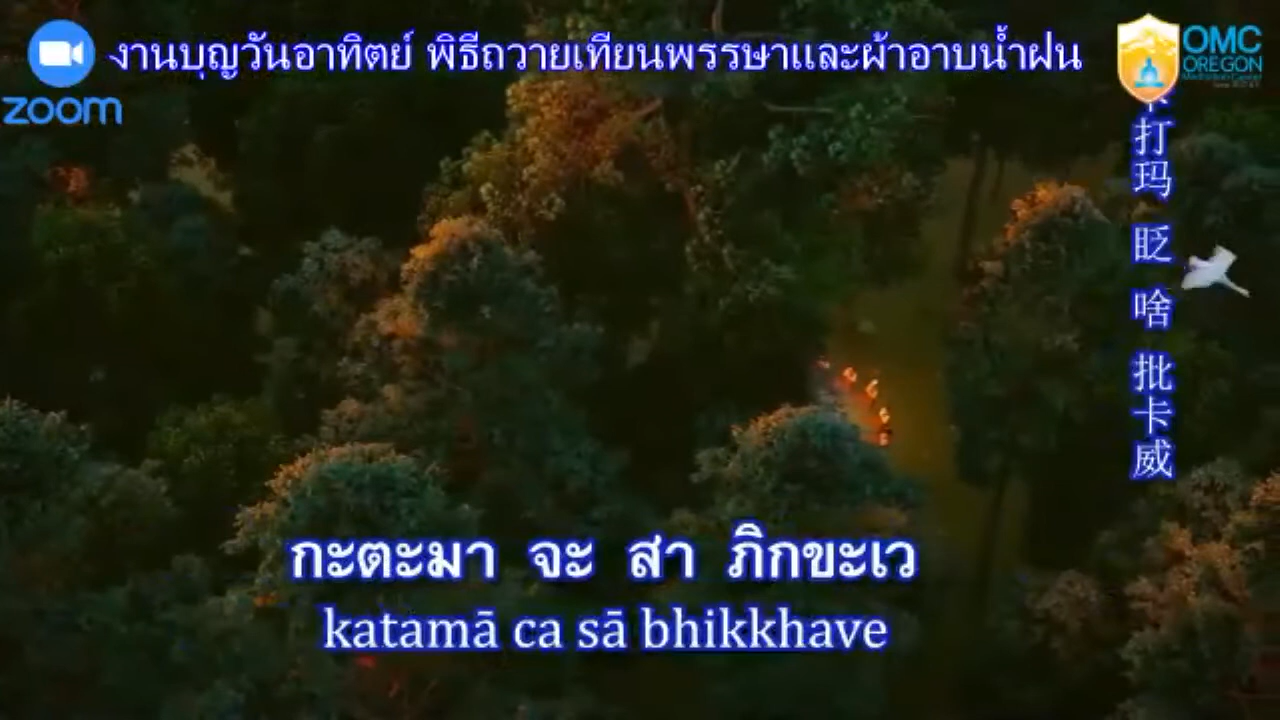 งานบุญวันอาทิตย์ พิธีถวายเทียนพรรษาและผ้าอาบน้ำฝน
zoom
OMC
OREGON
打玛 眨 啥 批卡威
กะตะมา จะ สา ภิกขะเว
katamā ca sā bhikkhave